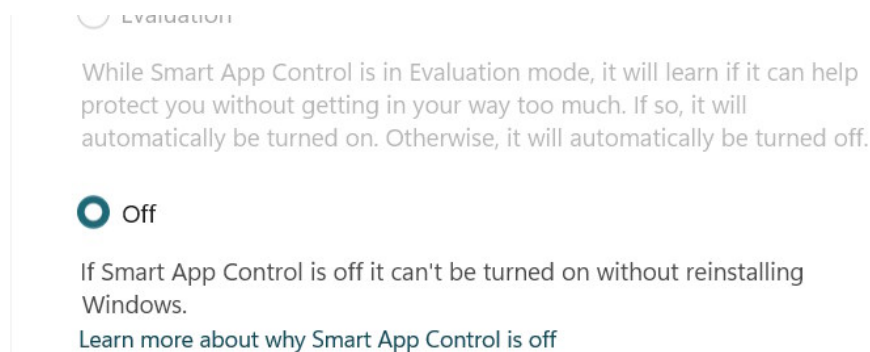 Evaluation
While Smart App Control is in Evaluation mode, it will learn if it can help
protect you without getting in your way too much. If so, it will
automatically be turned on. Otherwise, it will automatically be turned off.
Off
If Smart App Control is off it can't be turned on without reinstalling
Windows.
Learn more about why Smart App Control is off